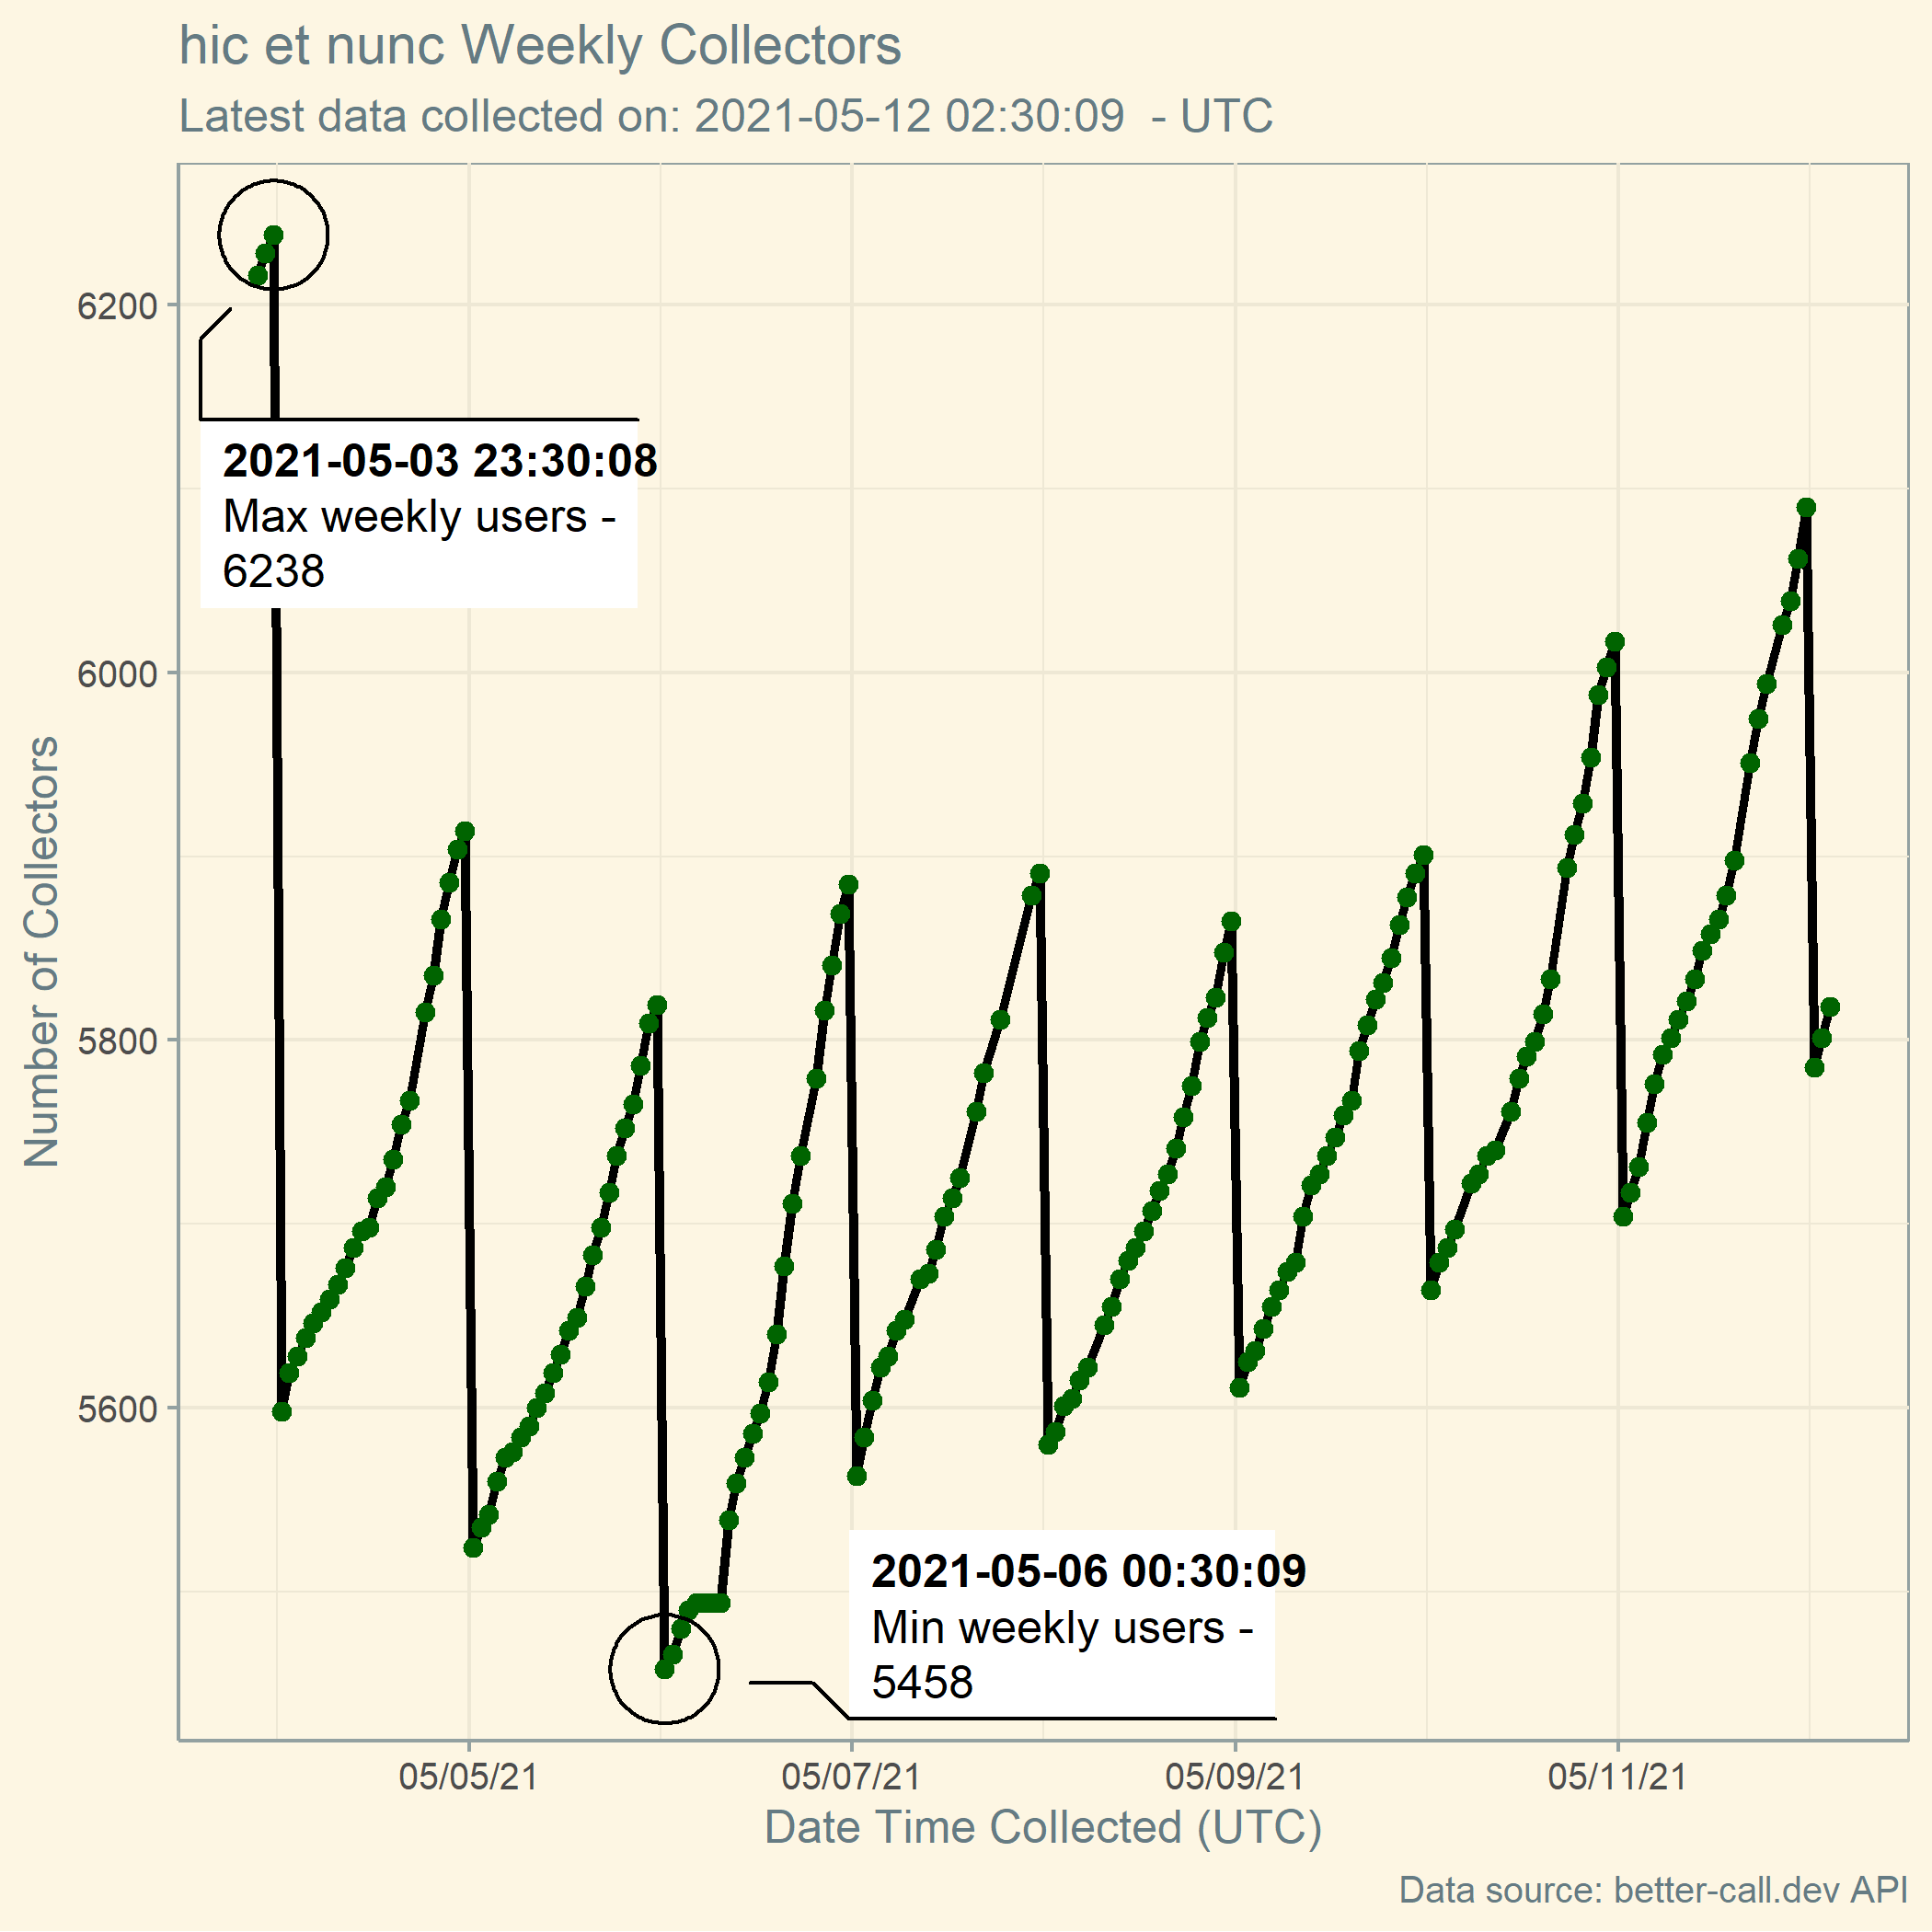 hic et nunc Weekly Collectors
Latest data collected on: 2021-05-12 02:30:09  - UTC
Number of Collectors
6200
6000
5800
5600
2021-05-03 23:30:08
Max weekly users -
6238
2021-05-06 00:30:09
Min weekly users -
5458
05/05/21
05/07/21
05/09/21
05/11/21
Date Time Collected (UTC)
Data source: better-call.dev API